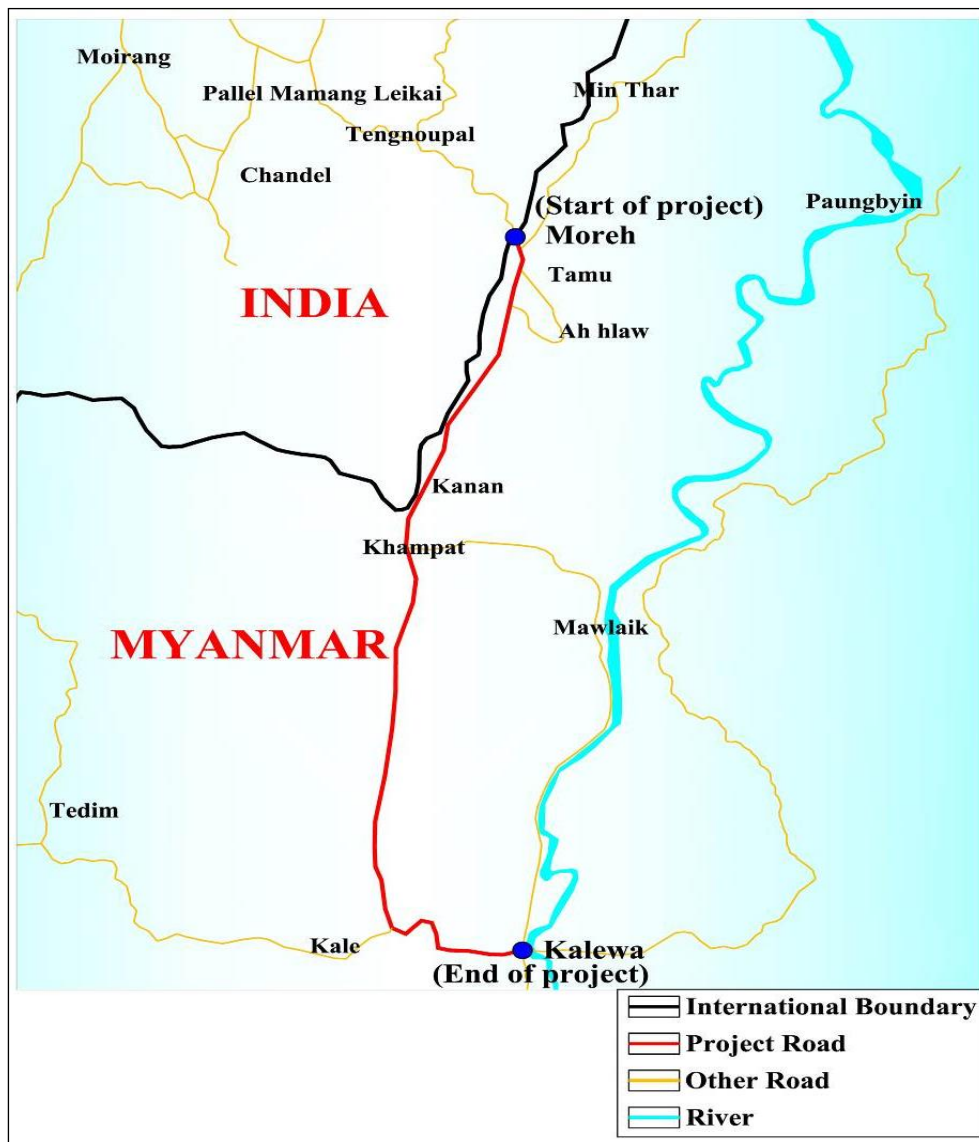 Moirang
Pallel Mamang Leikai
Min Thar
Tengnoupal
Chandel
Paungbyin
(Start of project)
Moreh
Tamu
INDIA
Ah hlaw
Kanan
Khampat
MYANMAR
Mawlaik
Tedim
Kale
Kalewa
(End of project)
International Boundary
Project Road
Other Road
River